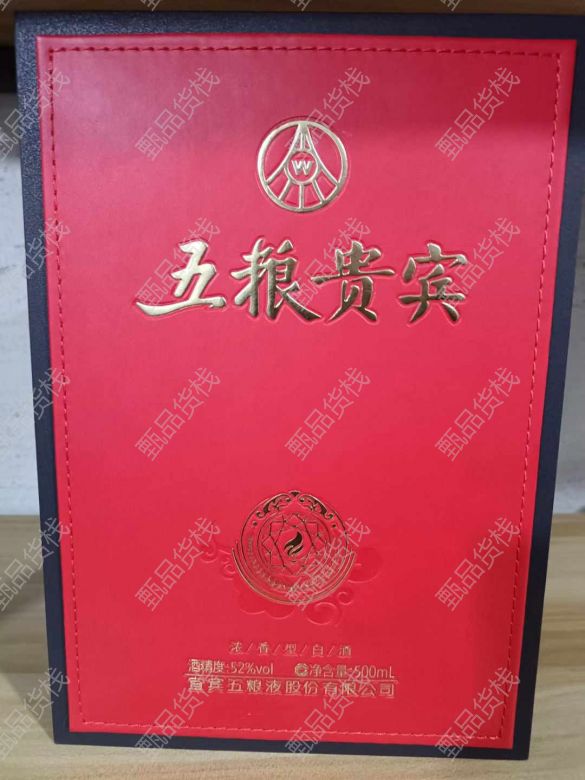 五粮贵宾
浓/香/型/白/酒
酒精度:52%vol 净含量:500mL
宜宾五粮液股份有限公司
甄品货栈